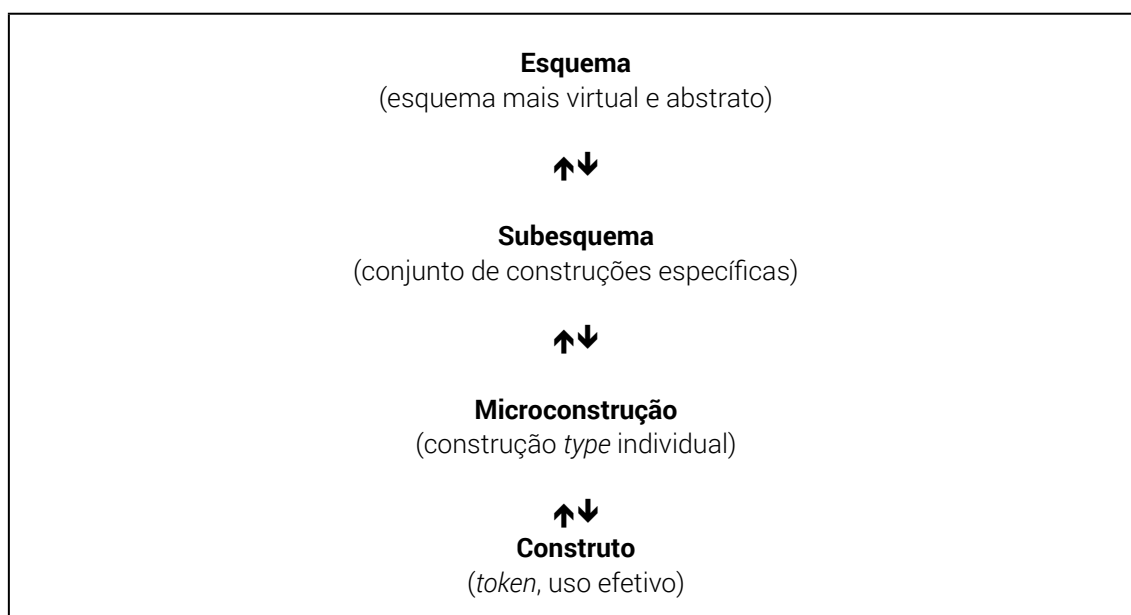 Esquema
(esquema mais virtual e abstrato)
↑↓
Subesquema
(conjunto de construções específicas)
↑↓
Microconstrução
(construção type individual)
↑↓
Construto
(token, uso efetivo)